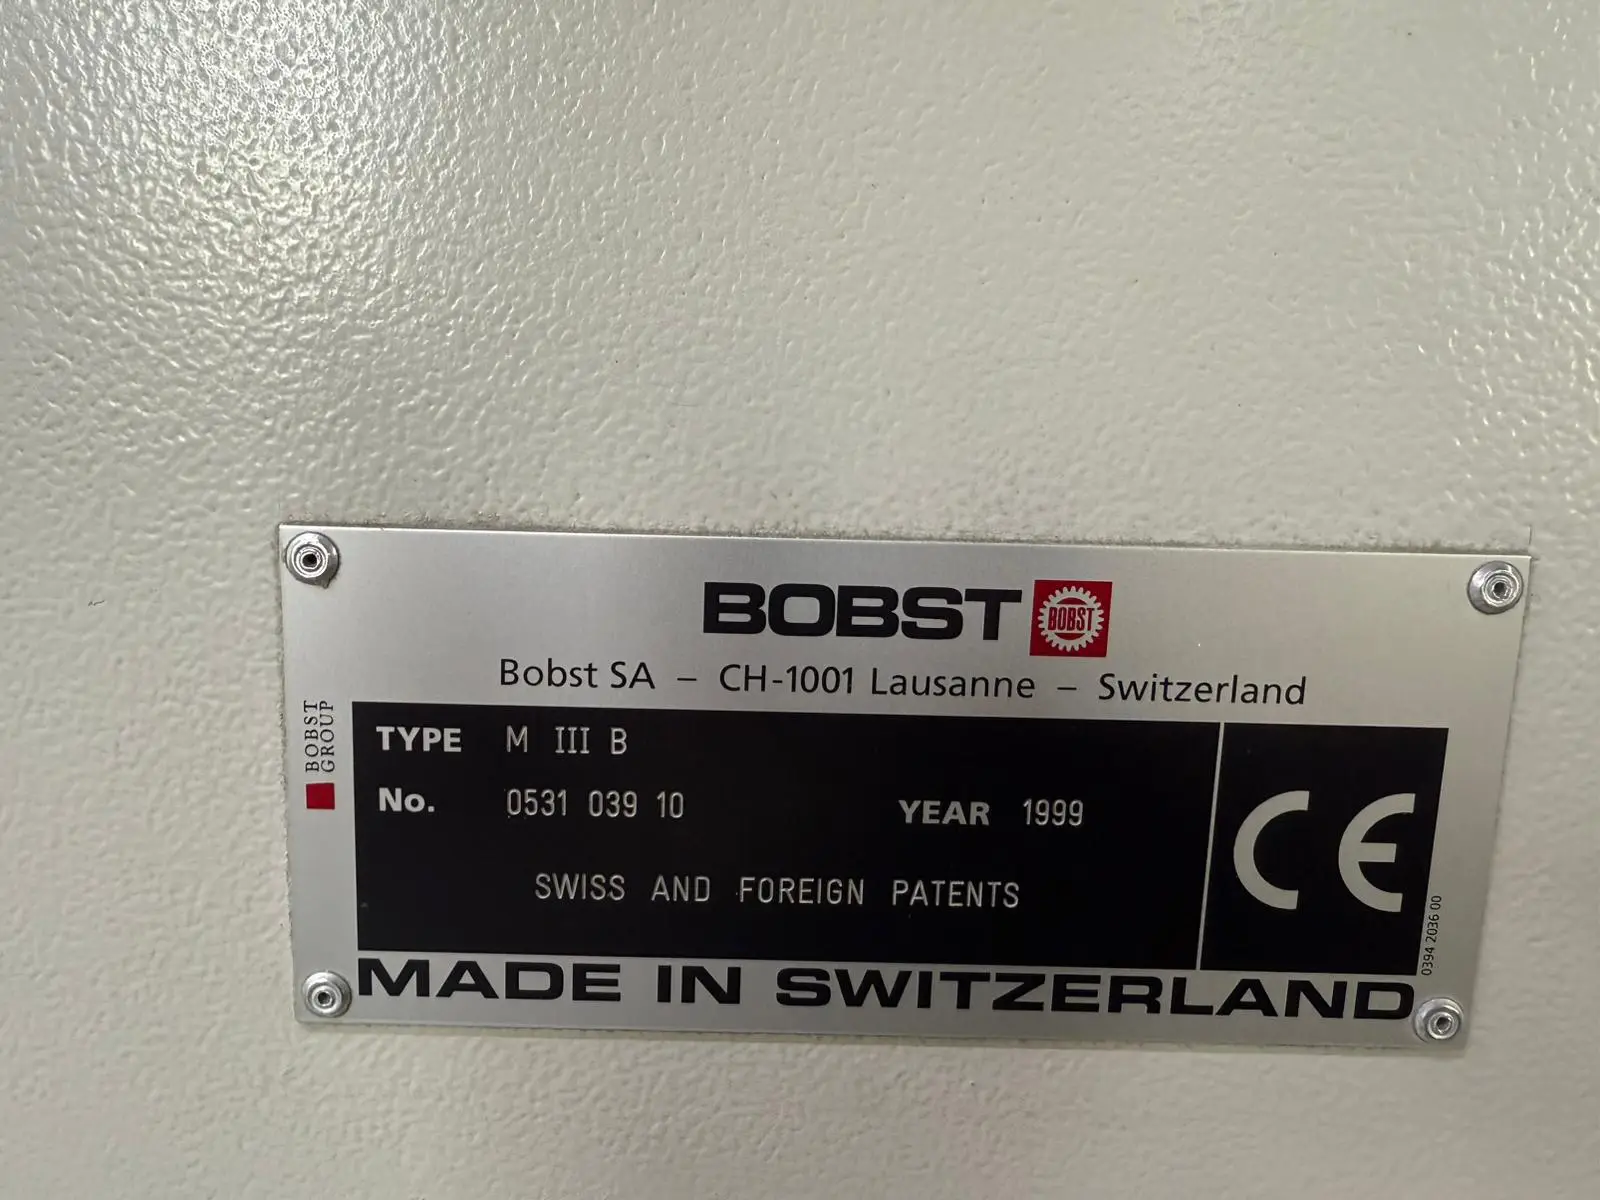 BOBST BOBST
Bobst SA – CH-1001 Lausanne – Switzerland
BOBST
GROUP
TYPE M III B
No. 0531 039 10 YEAR 1999
SWISS AND FOREIGN PATENTS
CE
0394 2036 00
MADE IN SWITZERLAND